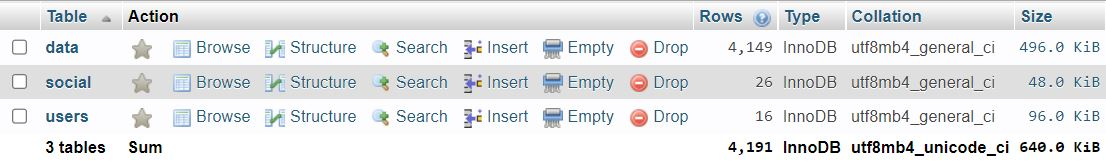 Table Action Rows Type Collation Size
data Browse Structure Search Insert Empty Drop 4,149 InnoDB utf8mb4_general_ci 496.0 KiB
social Browse Structure Search Insert Empty Drop 26 InnoDB utf8mb4_general_ci 48.0 KiB
users Browse Structure Search Insert Empty Drop 16 InnoDB utf8mb4_general_ci 96.0 KiB
3 tables Sum 4,191 InnoDB utf8mb4_unicode_ci 640.0 KiB